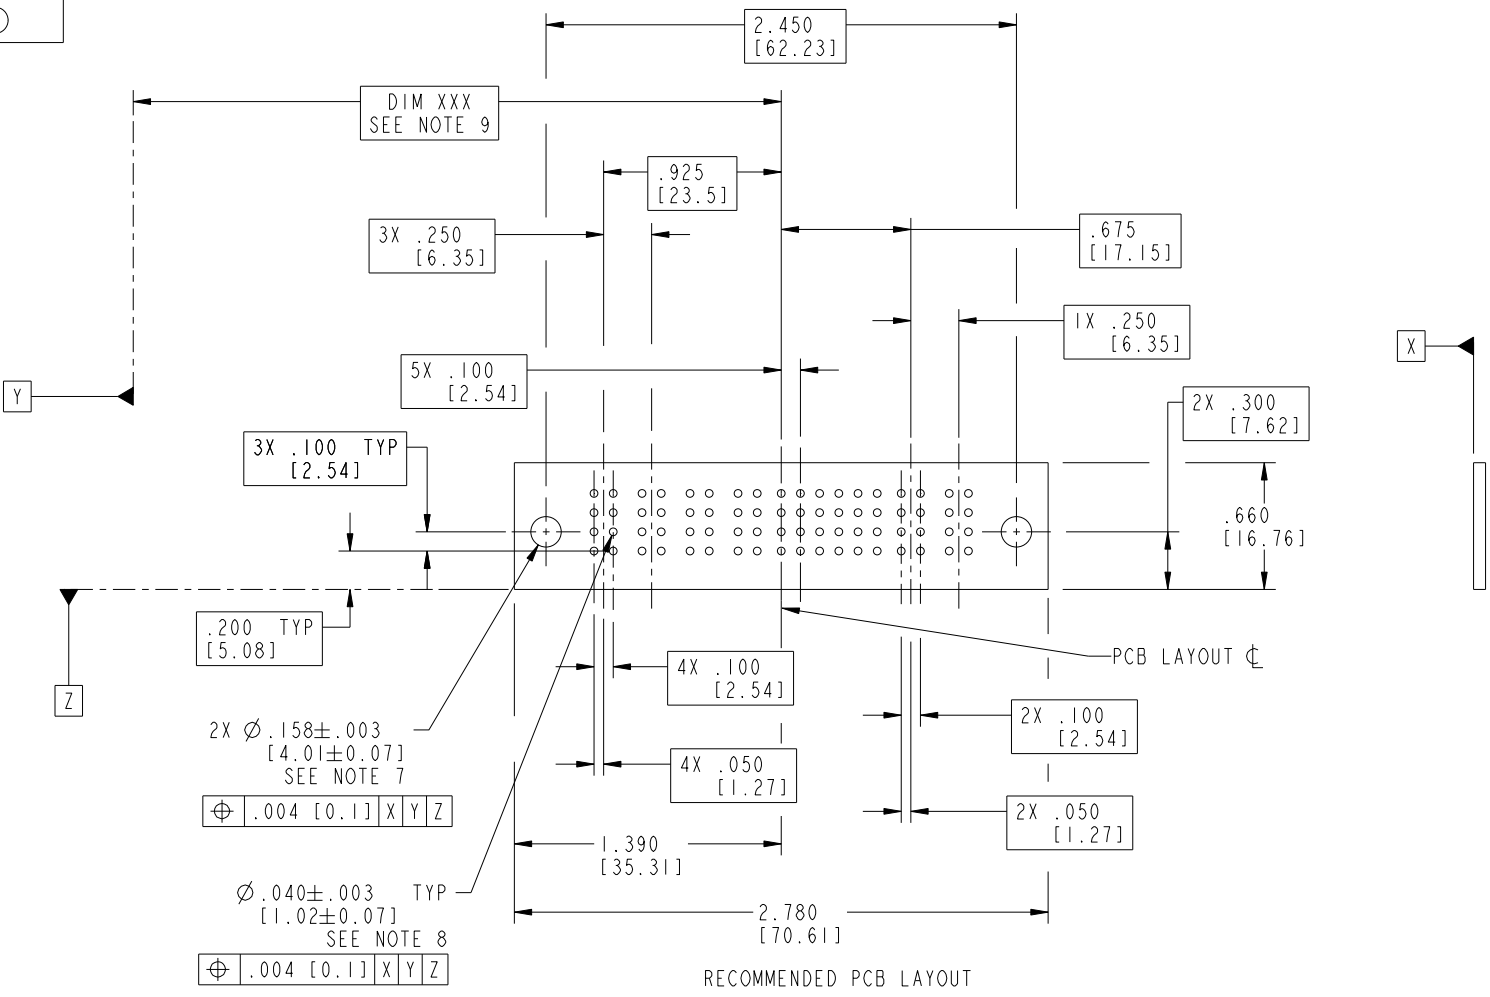 2.450
[62.23]
DIM XXX
SEE NOTE 9
.925
[23.5]
3X .250
[6.35]
.675
[17.15]
1X .250
[6.35]
X
5X .100
[2.54]
Y
2X .300
[7.62]
3X .100 TYP
[2.54]
.660
[16.76]
.200 TYP
[5.08]
PCB LAYOUT ℄
4X .100
[2.54]
Z
2X .100
[2.54]
2X Ø.158±.003
[4.01±0.07]
SEE NOTE 7
4X .050
[1.27]
⌖ .004 [0.1] X Y Z
2X .050
[1.27]
1.390
[35.31]
Ø.040±.003 TYP
[1.02±0.07]
SEE NOTE 8
2.780
[70.61]
⌖ .004 [0.1] X Y Z
RECOMMENDED PCB LAYOUT